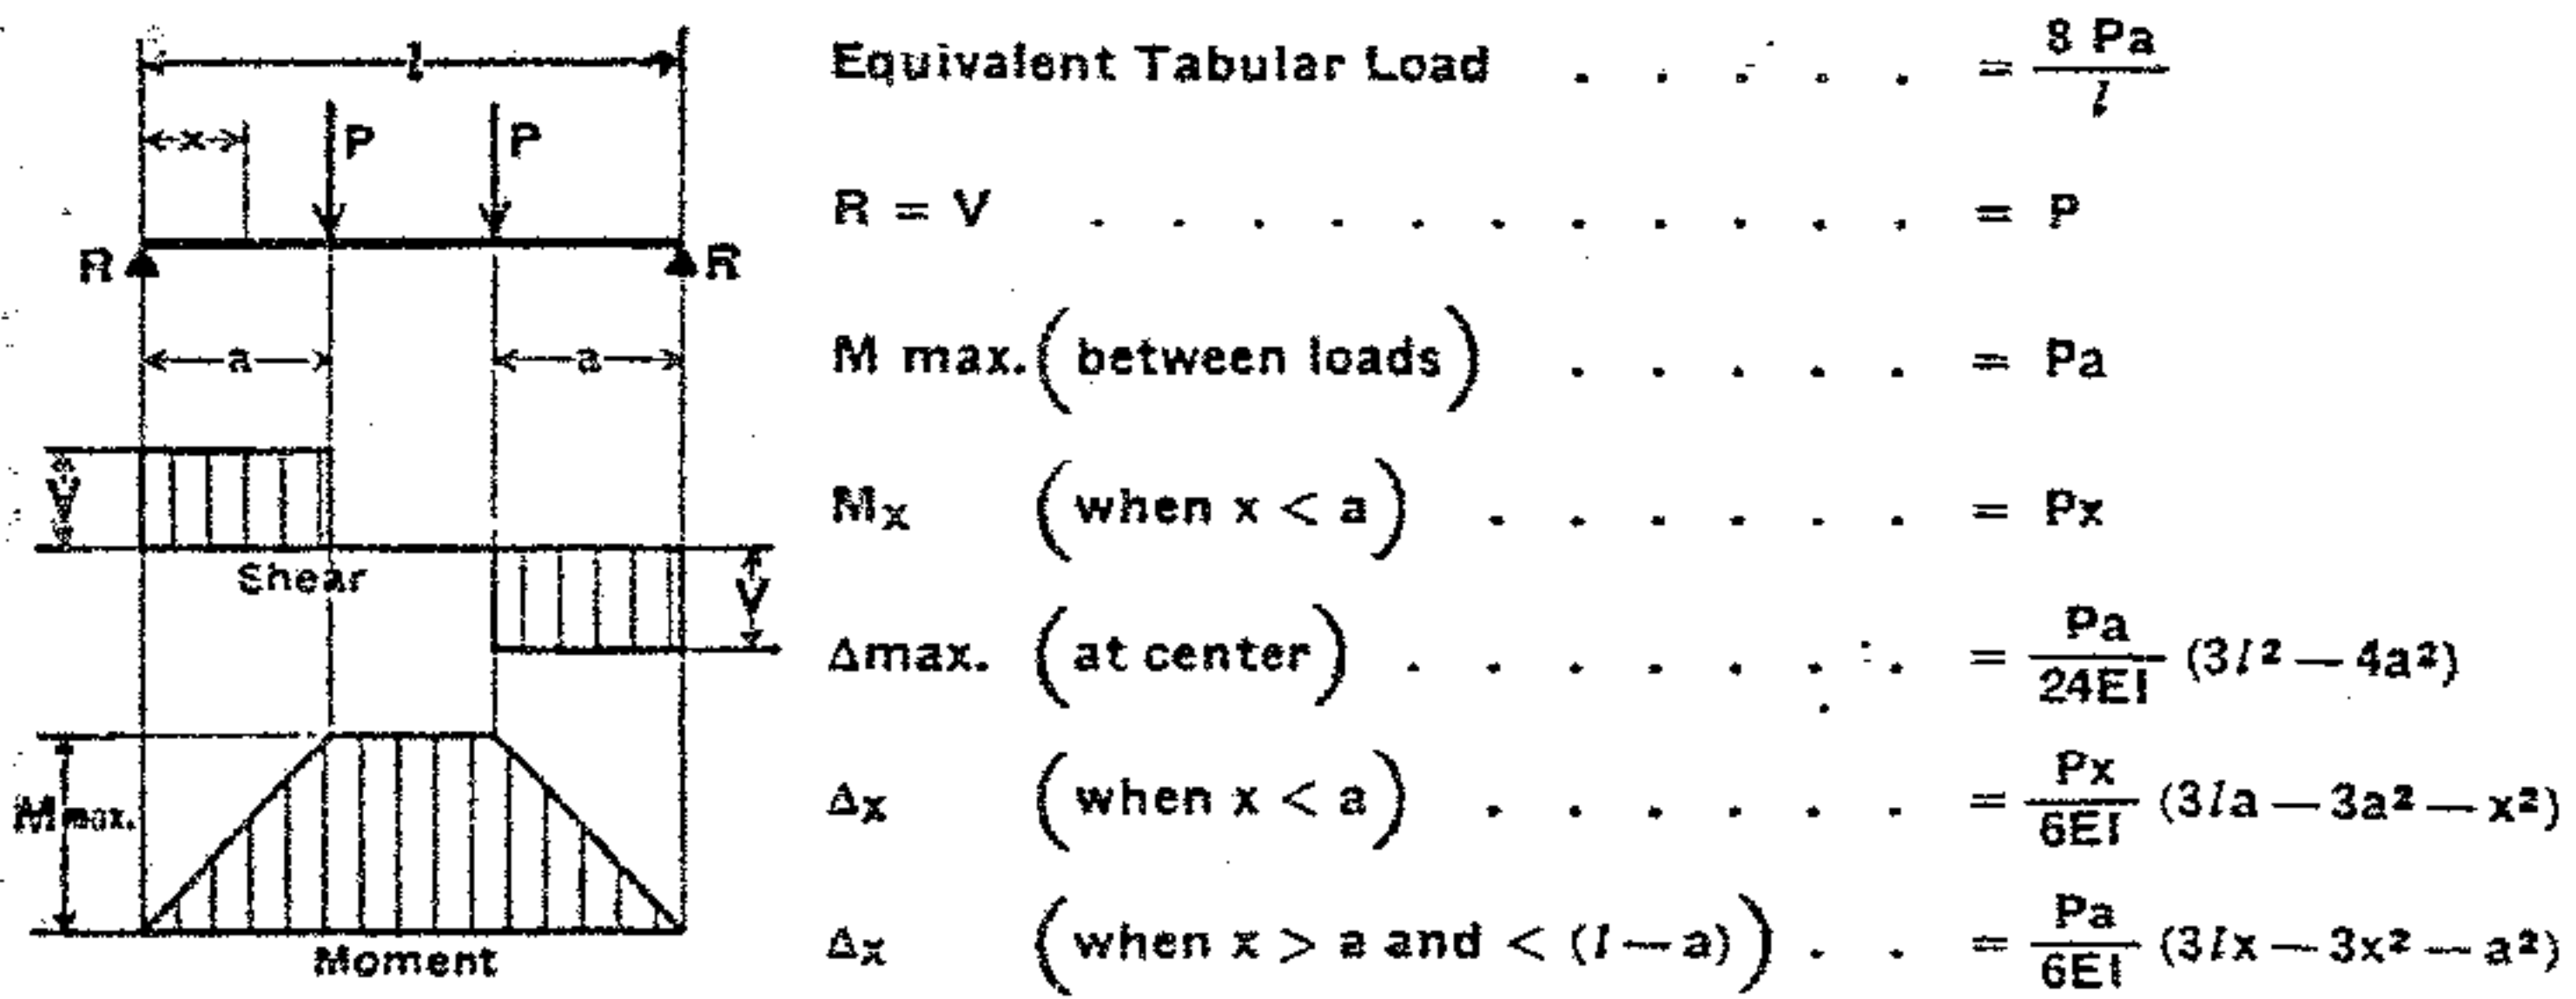 l
x P P
R R
a a
V
Shear
V
M max.
Moment
Equivalent Tabular Load . . . . . = 8 Pa / l
R = V . . . . . . . . . . . = P
M max. (between loads) . . . . . = Pa
Mx (when x < a) . . . . . . = Px
Δmax. (at center) . . . . . . . = Pa / 24EI (3l² — 4a²)
Δx (when x < a) . . . . . . = Px / 6EI (3la — 3a² — x²)
Δx (when x > a and < (l — a)) . . = Pa / 6EI (3lx — 3x² — a²)